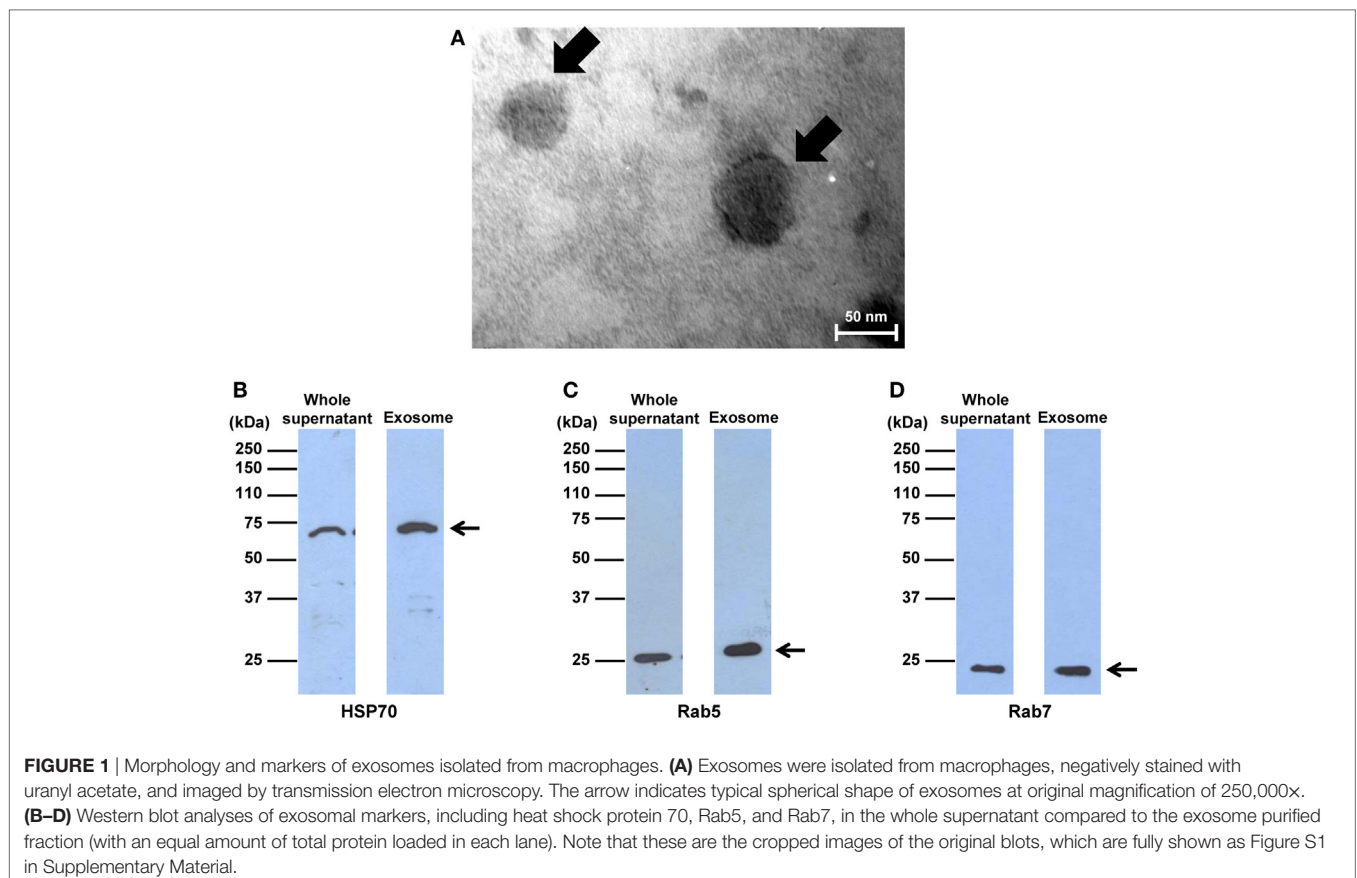 A
50 nm
B
C
D
Whole
(kDa) supernatant Exosome
250
150
110
75
50
37
25
HSP70
Whole
(kDa) supernatant Exosome
250
150
110
75
50
37
25
Rab5
Whole
(kDa) supernatant Exosome
250
150
110
75
50
37
25
Rab7
FIGURE 1 | Morphology and markers of exosomes isolated from macrophages. (A) Exosomes were isolated from macrophages, negatively stained with
uranyl acetate, and imaged by transmission electron microscopy. The arrow indicates typical spherical shape of exosomes at original magnification of 250,000×.
(B–D) Western blot analyses of exosomal markers, including heat shock protein 70, Rab5, and Rab7, in the whole supernatant compared to the exosome purified
fraction (with an equal amount of total protein loaded in each lane). Note that these are the cropped images of the original blots, which are fully shown as Figure S1
in Supplementary Material.